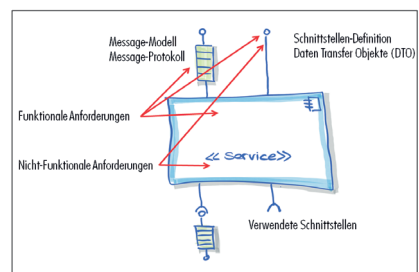 Message-Modell
Message-Protokoll
Schnittstellen-Definition
Daten Transfer Objekte (DTO)
Funktionale Anforderungen
Nicht-Funktionale Anforderungen
<< service >>
Verwendete Schnittstellen